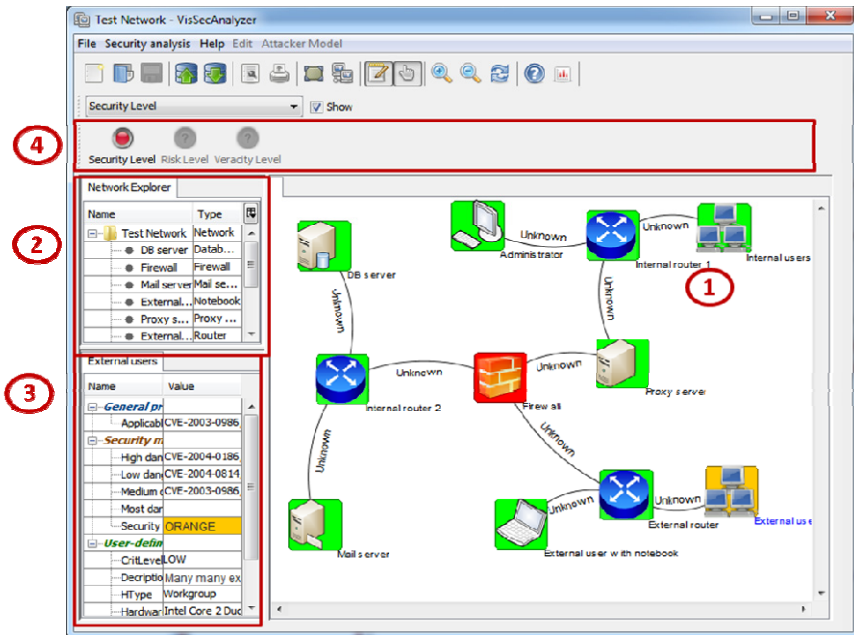 Test Network - VisSecAnalyzer
File Security analysis Help Edit Attacker Model
Security Level
Show
4
Security Level Risk Level Veracity Level
Network Explorer
Name Type
Test Network Network
DB server Datab...
Firewall Firewall
Mail server Mail se...
External... Notebook
Proxy s... Proxy ...
External... Router
2
External users
3
Name Value
General pr
Applicabl CVE-2003-0986,
Security m
High dan CVE-2004-0186,
Low dan CVE-2004-0814,
Medium d CVE-2003-0986,
Most dan
Security ORANGE
User-defin
CritLevel LOW
Decriptio Many many ex
HType Workgroup
Hardwar Intel Core 2 Duo
DB server
Administrator
Unknown
Internal router 1
Unknown
Internal users
1
Unknown
Unknown
Internal router 2
Unknown
Firewall
Unknown
Proxy server
Unknown
Unknown
Mail server
External user with notebook
Unknown
External router
Unknown
External use